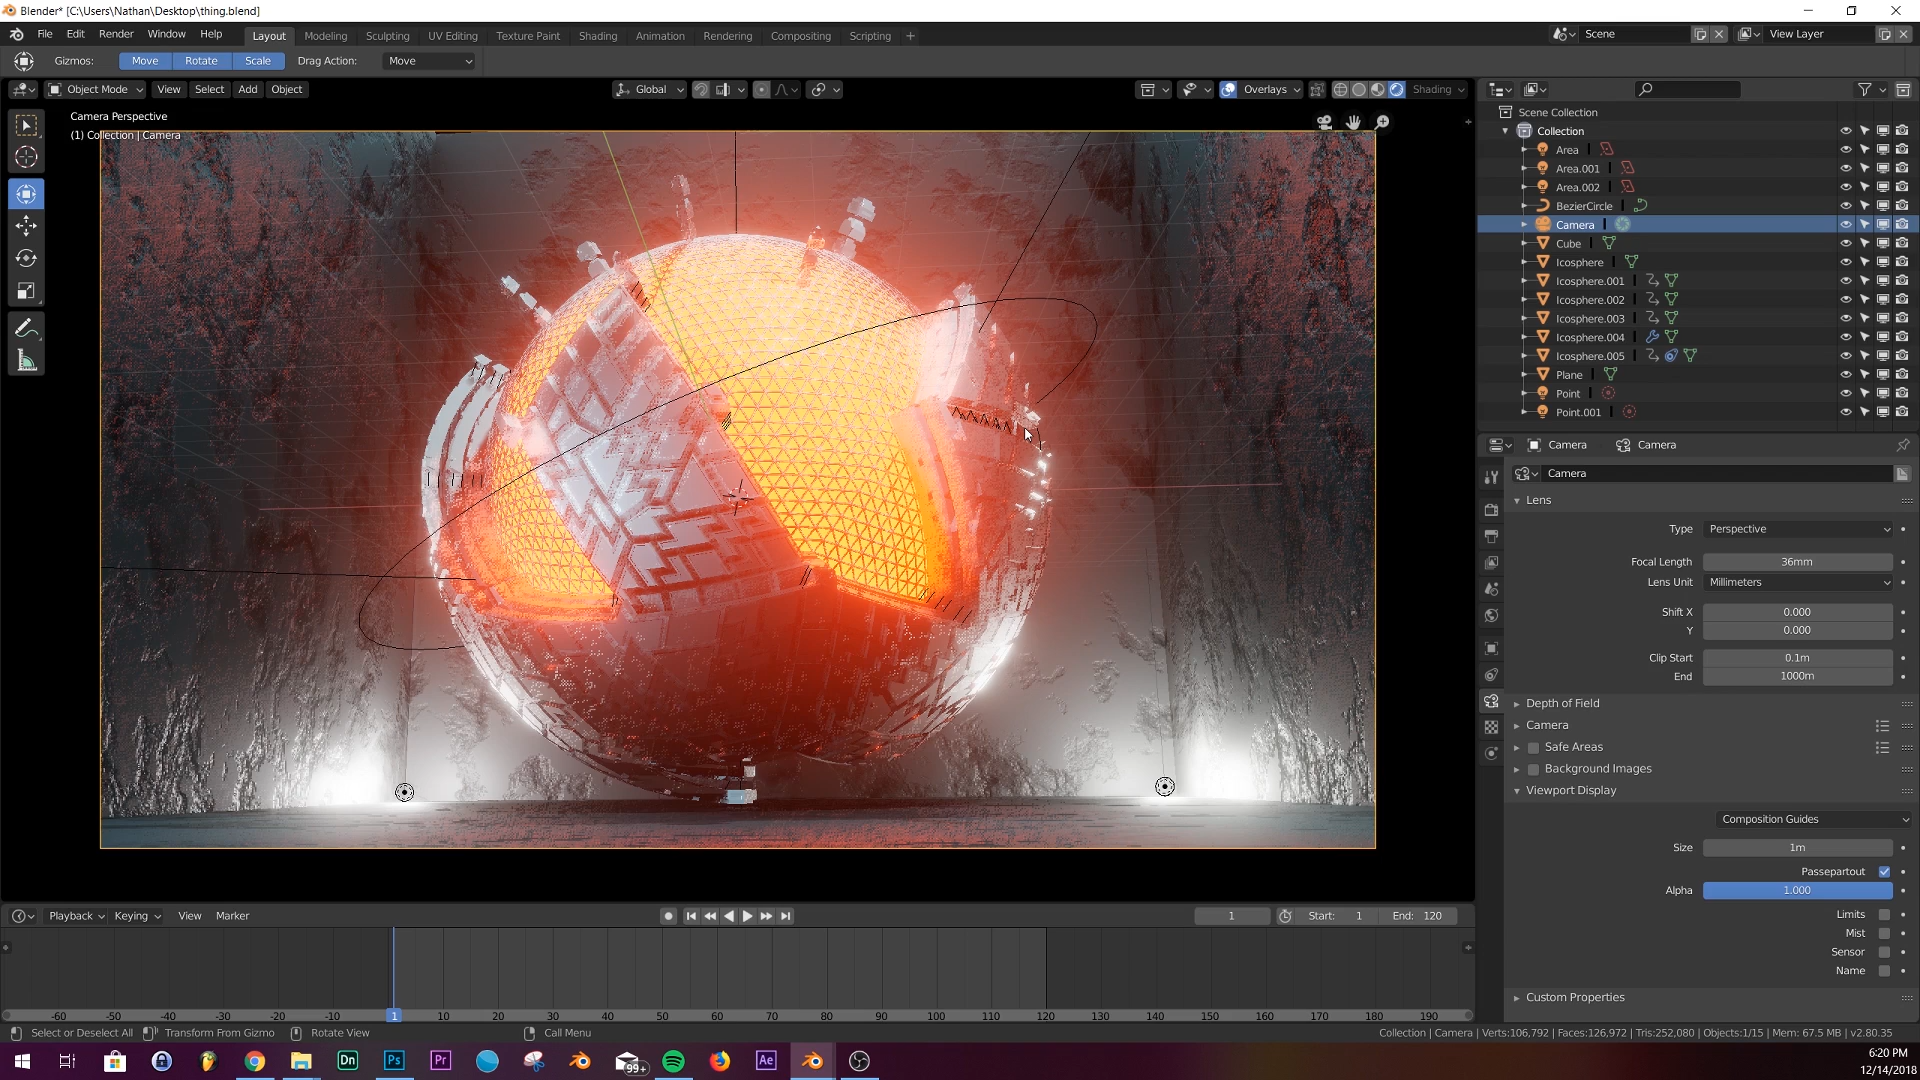 Blender* [C:\Users\Nathan\Desktop\thing.blend]
File Edit Render Window Help Layout Modeling Sculpting UV Editing Texture Paint Shading Animation Rendering Compositing Scripting + Scene View Layer
Gizmos: Move Rotate Scale Drag Action: Move
Object Mode View Select Add Object Global Overlays Shading
Camera Perspective
(1) Collection | Camera
Scene Collection
Collection
Area
Area.001
Area.002
BezierCircle
Camera
Cube
Icosphere
Icosphere.001
Icosphere.002
Icosphere.003
Icosphere.004
Icosphere.005
Plane
Point
Point.001
Camera Camera
Camera
Lens
Type Perspective
Focal Length 36mm
Lens Unit Millimeters
Shift X 0.000
Y 0.000
Clip Start 0.1m
End 1000m
Depth of Field
Camera
Safe Areas
Background Images
Viewport Display
Composition Guides
Size 1m
Passepartout
Alpha 1.000
Limits
Mist
Sensor
Name
Custom Properties
Playback Keying View Marker 1 Start: 1 End: 120
-60 -50 -40 -30 -20 -10 1 10 20 30 40 50 60 70 80 90 100 110 120 130 140 150 160 170 180 190
Select or Deselect All Transform From Gizmo Rotate View Call Menu Collection | Camera | Verts:106,792 | Faces:126,972 | Tris:252,080 | Objects:1/15 | Mem: 67.5 MB | v2.80.35
Dn Ps Pr 99+ Ae
6:20 PM
12/14/2018